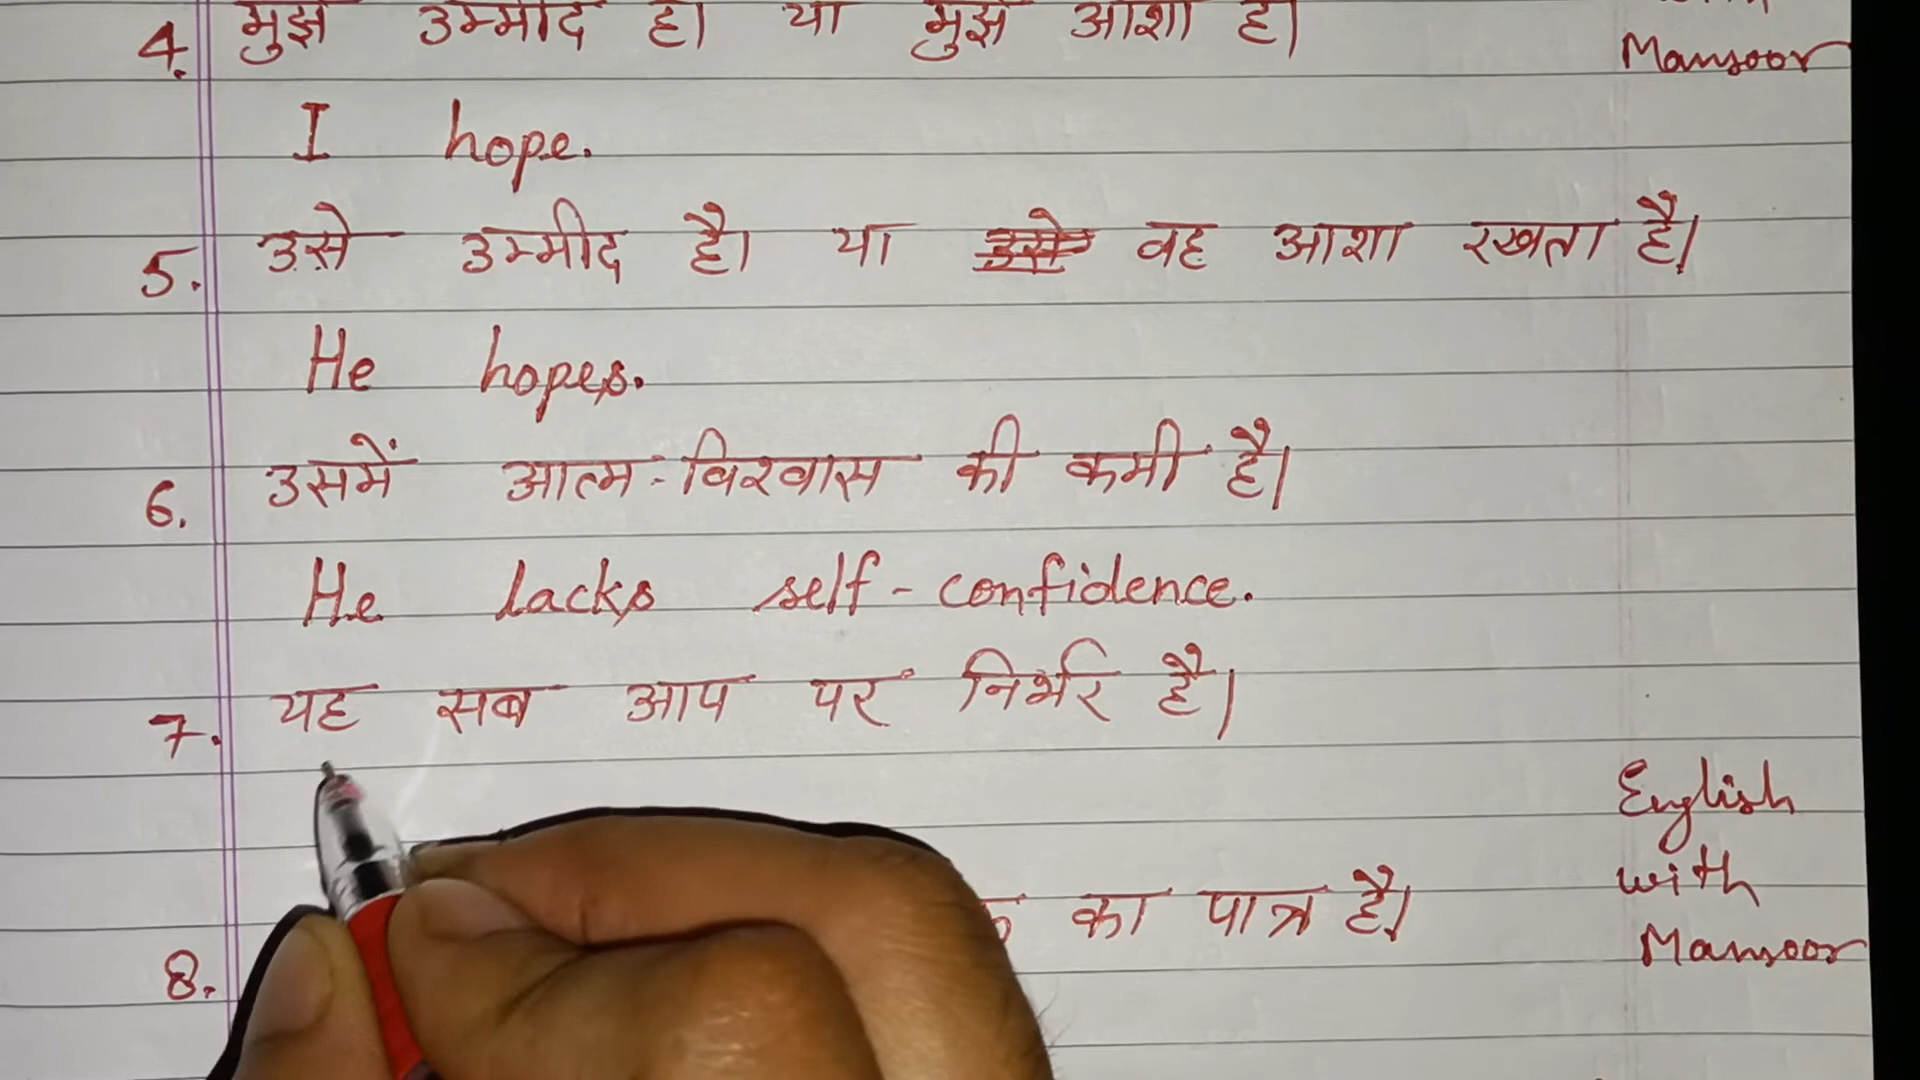 4. मुझे उम्मीद है। या मुझे आशा है।
Mansoor
I hope.
5. उसे उम्मीद है। या वह आशा रखता है।
He hopes.
6. उसमें आत्म-विश्वास की कमी है।
He lacks self-confidence.
7. यह सब आप पर निर्भर है।
English
with
8. का पात्र है।
Mansoor